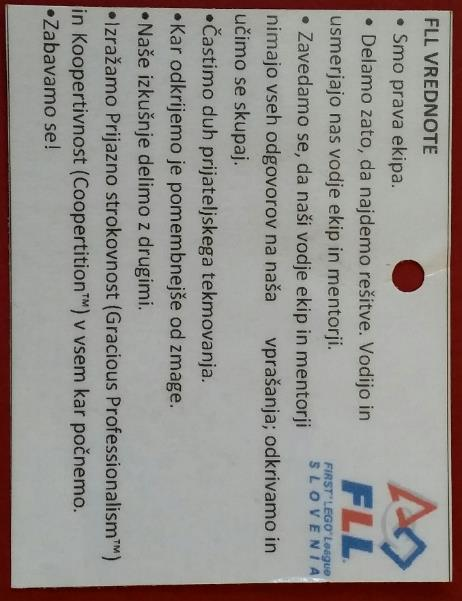 FLL VREDNOTE
• Smo prava ekipa.
• Delamo zato, da najdemo rešitve. Vodijo in
usmerjajo nas vodje ekip in mentorji.
• Zavedamo se, da naši vodje ekip in mentorji
nimajo vseh odgovorov na naša vprašanja; odkrivamo in
učimo se skupaj.
•Častimo duh prijateljskega tekmovanja.
• Kar odkrijemo je pomembnejše od zmage.
• Naše izkušnje delimo z drugimi.
•Izražamo Prijazno strokovnost (Gracious Professionalism™)
in Koopertivnost (Coopertition™) v vsem kar počnemo.
•Zabavamo se!
FLL
FIRST LEGO League
SLOVENIA